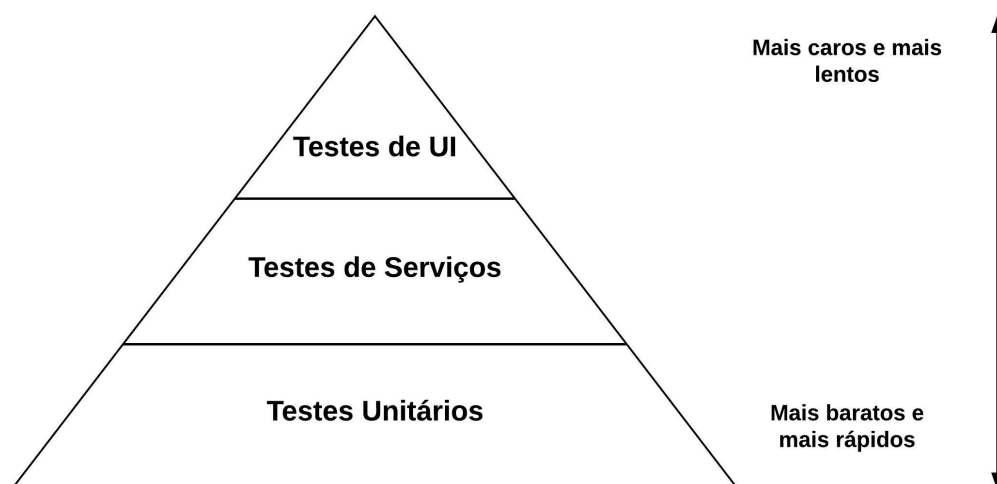 Mais caros e mais
lentos
Testes de UI
Testes de Serviços
Testes Unitários
Mais baratos e
mais rápidos